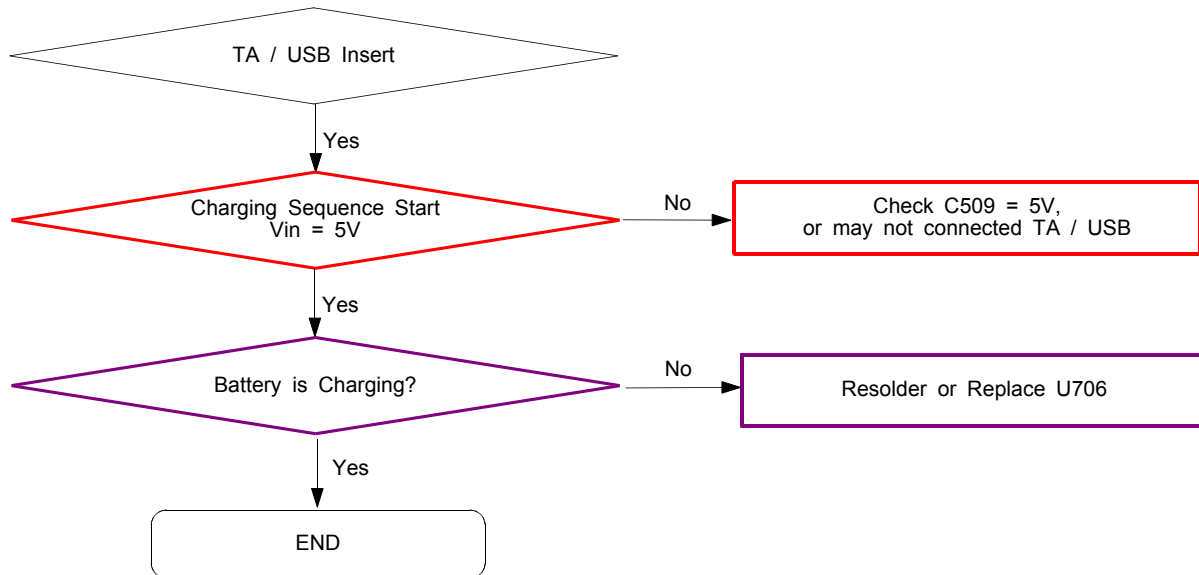 TA / USB Insert
Yes
Charging Sequence Start
Vin = 5V
No
Check C509 = 5V,
or may not connected TA / USB
Yes
Battery is Charging?
No
Resolder or Replace U706
Yes
END